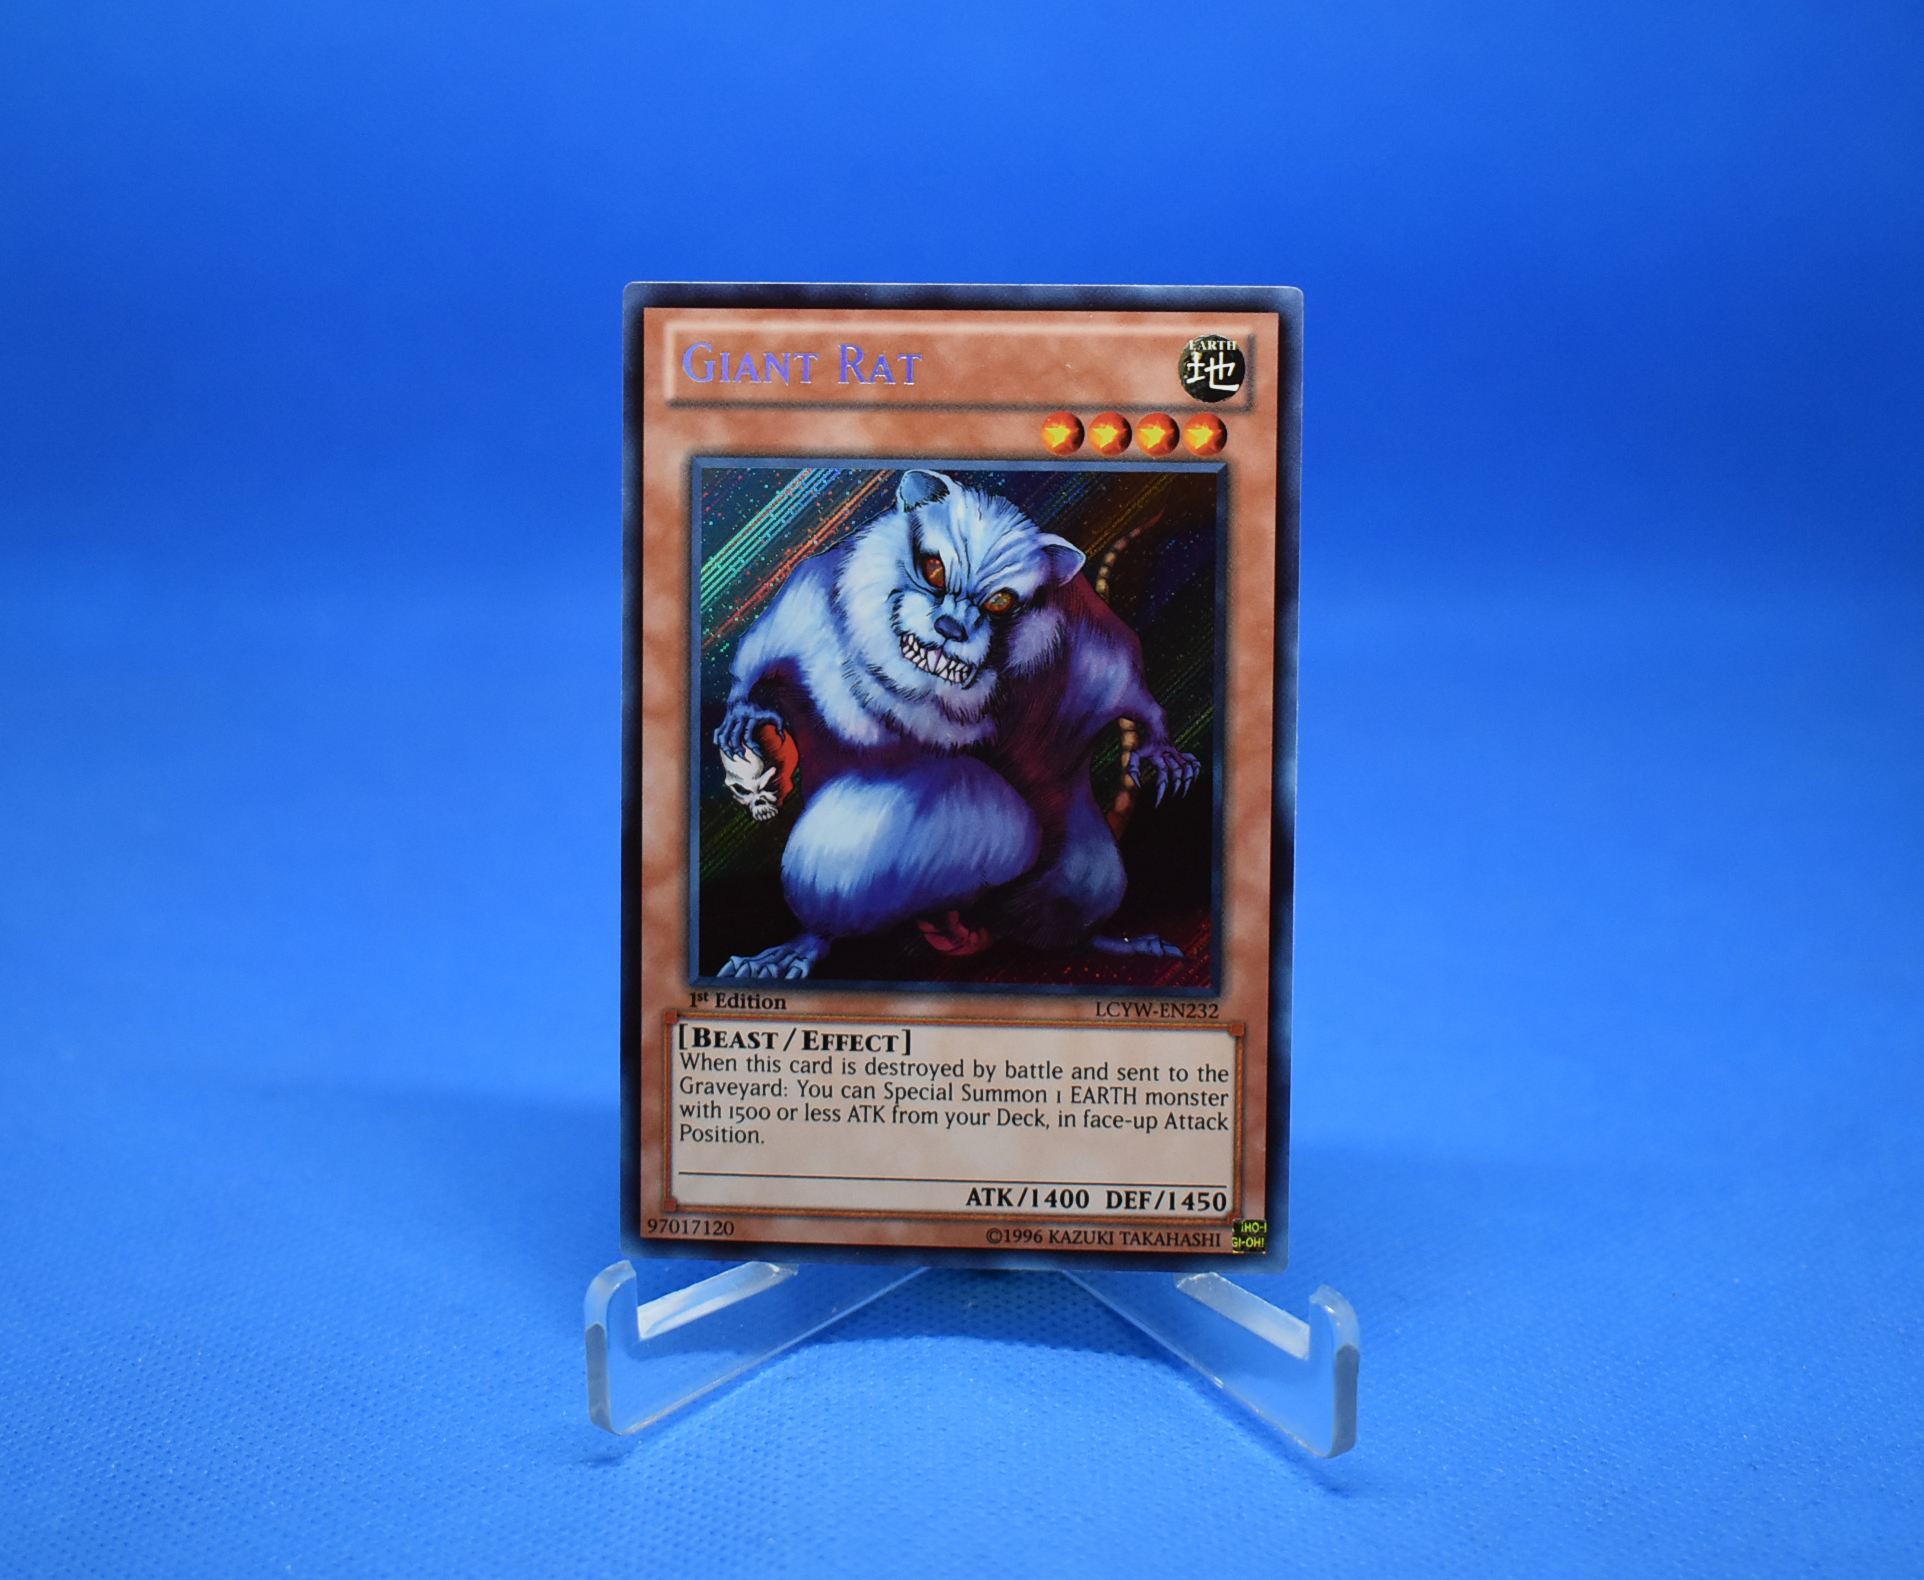 GIANT RAT
EARTH
地
1st Edition
LCYW-EN232
[BEAST/EFFECT]
When this card is destroyed by battle and sent to the
Graveyard: You can Special Summon 1 EARTH monster
with 1500 or less ATK from your Deck, in face-up Attack
Position.
ATK/1400 DEF/1450
97017120
©1996 KAZUKI TAKAHASHI
GI-OH!